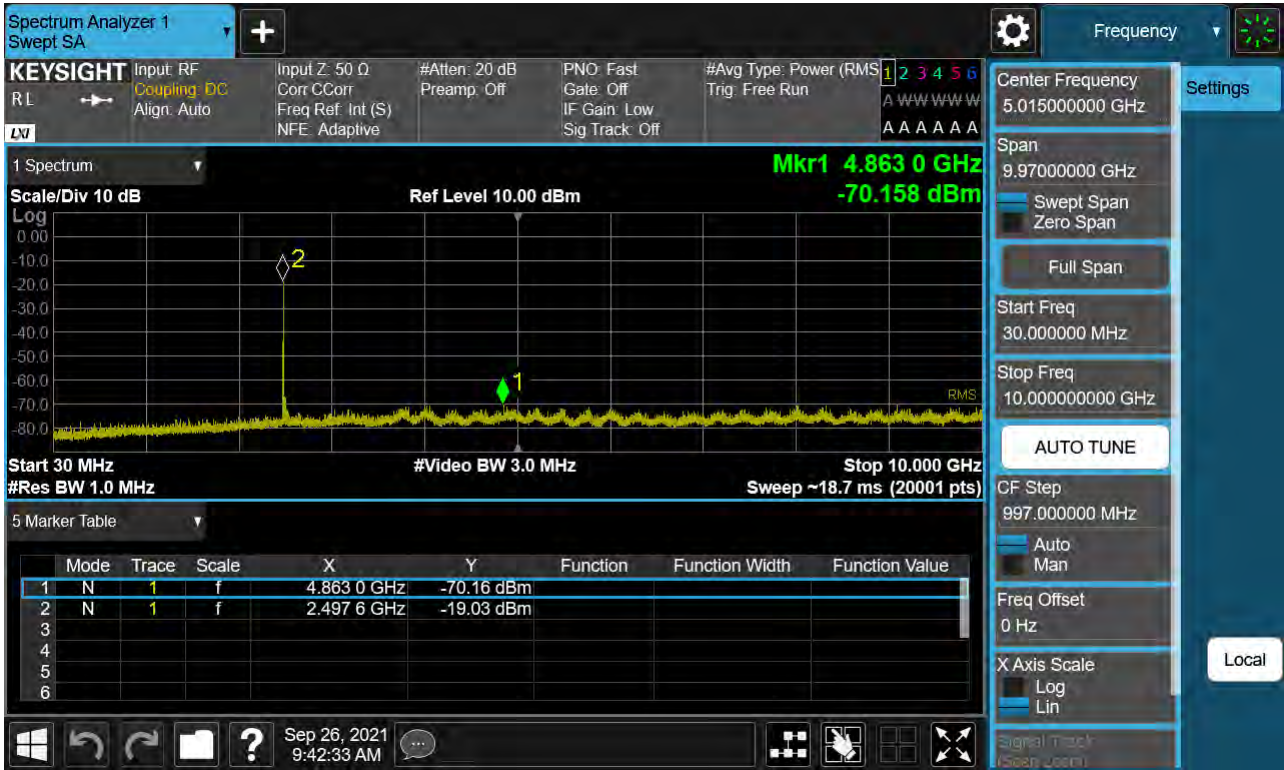 Spectrum Analyzer 1
Swept SA
+
Frequency
KEYSIGHT
RL
LXI
Input: RF
Coupling: DC
Align: Auto
Input Z: 50 Ω
Corr CCorr
Freq Ref: Int (S)
NFE: Adaptive
#Atten: 20 dB
Preamp: Off
PNO: Fast
Gate: Off
IF Gain: Low
Sig Track: Off
#Avg Type: Power (RMS
Trig: Free Run
1 2 3 4 5 6
A W W W W W
A A A A A A
1 Spectrum
Scale/Div 10 dB
Ref Level 10.00 dBm
Mkr1 4.863 0 GHz
-70.158 dBm
Log
0.00
-10.0
-20.0
-30.0
-40.0
-50.0
-60.0
-70.0
-80.0
2
1
RMS
Start 30 MHz
#Video BW 3.0 MHz
Stop 10.000 GHz
#Res BW 1.0 MHz
Sweep ~18.7 ms (20001 pts)
5 Marker Table
Mode Trace Scale X Y Function Function Width Function Value
1 N 1 f 4.863 0 GHz -70.16 dBm
2 N 1 f 2.497 6 GHz -19.03 dBm
3
4
5
6
Sep 26, 2021
9:42:33 AM
?
Center Frequency
5.015000000 GHz
Span
9.97000000 GHz
Swept Span
Zero Span
Full Span
Start Freq
30.000000 MHz
Stop Freq
10.000000000 GHz
AUTO TUNE
CF Step
997.000000 MHz
Auto
Man
Freq Offset
0 Hz
X Axis Scale
Log
Lin
Signal Track
(Span Zoom)
Settings
Local